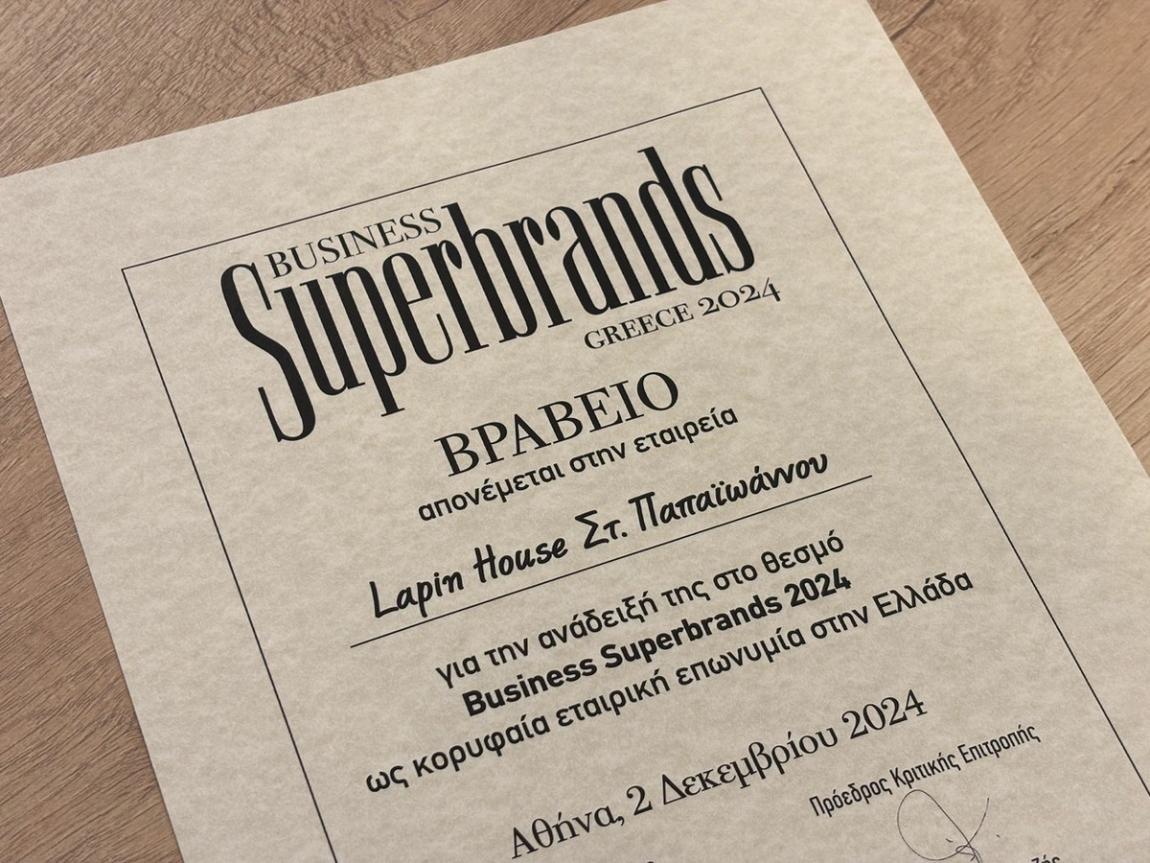 BUSINESS
Superbrands
GREECE 2024
ΒΡΑΒΕΙΟ
απονέμεται στην εταιρεία
Lapin House Στ. Παπαϊωάννου
για την ανάδειξή της στο θεσμό
Business Superbrands 2024
ως κορυφαία εταιρική επωνυμία στην Ελλάδα
Αθήνα, 2 Δεκεμβρίου 2024
Πρόεδρος Κριτικής Επιτροπής